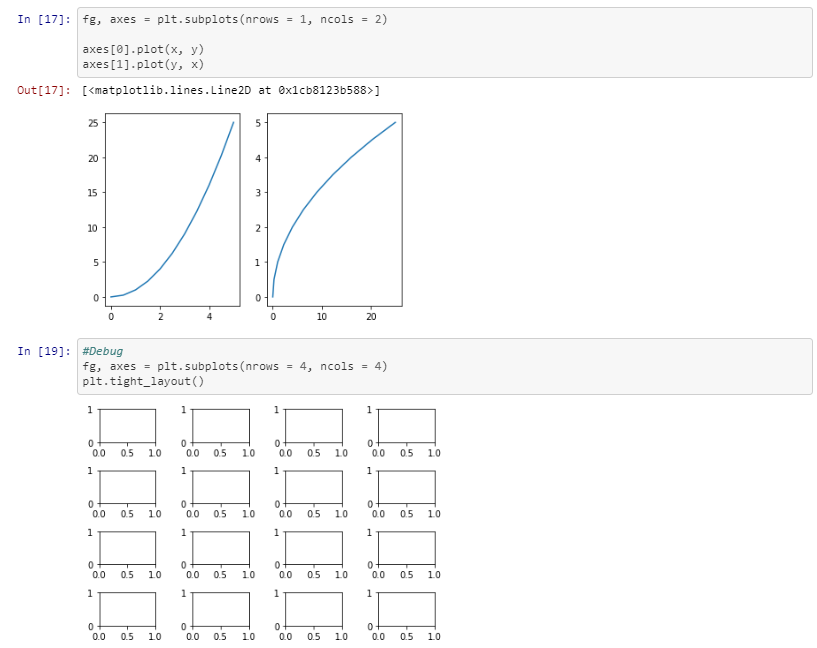 In [17]: fg, axes = plt.subplots(nrows = 1, ncols = 2)
axes[0].plot(x, y)
axes[1].plot(y, x)
Out[17]: [<matplotlib.lines.Line2D at 0x1cb8123b588>]
25 5
20 4
15 3
10 2
5 1
0 0
0 2 4 0 10 20
In [19]: #Debug
fg, axes = plt.subplots(nrows = 4, ncols = 4)
plt.tight_layout()
1 1 1 1
0 0 0 0
0.0 0.5 1.0 0.0 0.5 1.0 0.0 0.5 1.0 0.0 0.5 1.0
1 1 1 1
0 0 0 0
0.0 0.5 1.0 0.0 0.5 1.0 0.0 0.5 1.0 0.0 0.5 1.0
1 1 1 1
0 0 0 0
0.0 0.5 1.0 0.0 0.5 1.0 0.0 0.5 1.0 0.0 0.5 1.0
1 1 1 1
0 0 0 0
0.0 0.5 1.0 0.0 0.5 1.0 0.0 0.5 1.0 0.0 0.5 1.0